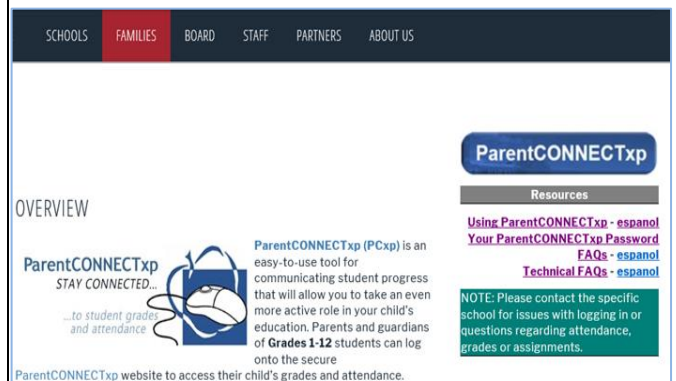 SCHOOLS FAMILIES BOARD STAFF PARTNERS ABOUT US
OVERVIEW
ParentCONNECTxp
STAY CONNECTED...
...to student grades
and attendance
ParentCONNECTxp (PCxp) is an
easy-to-use tool for
communicating student progress
that will allow you to take an even
more active role in your child's
education. Parents and guardians
of Grades 1-12 students can log
onto the secure
ParentCONNECTxp website to access their child's grades and attendance.
ParentCONNECTxp
Resources
Using ParentCONNECTxp - espanol
Your ParentCONNECTxp Password
FAQs - espanol
Technical FAQs - espanol
NOTE: Please contact the specific
school for issues with logging in or
questions regarding attendance,
grades or assignments.